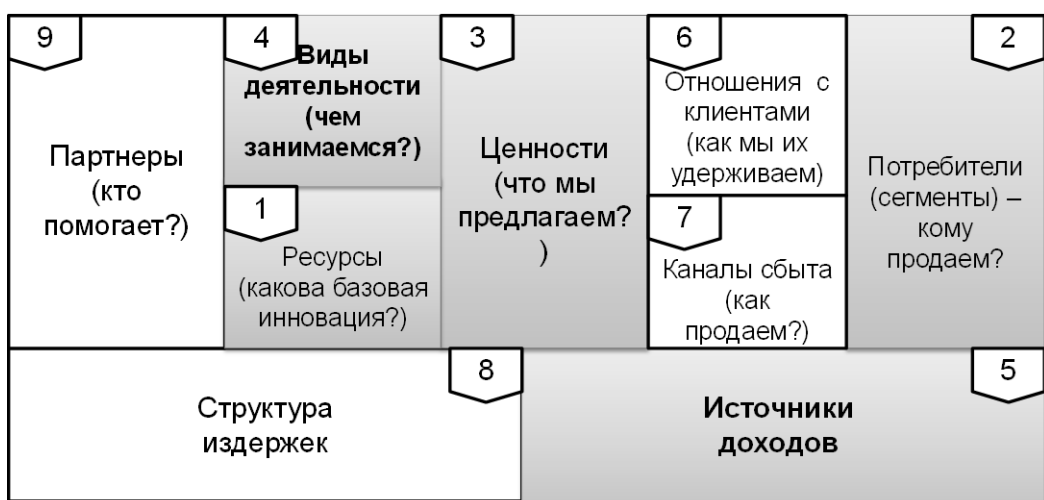 9
Партнеры
(кто
помогает?)
4
Виды
деятельности
(чем
занимаемся?)
1
Ресурсы
(какова базовая
инновация?)
3
Ценности
(что мы
предлагаем?
)
6
Отношения с
клиентами
(как мы их
удерживаем)
7
Каналы сбыта
(как
продаем?)
2
Потребители
(сегменты) –
кому
продаем?
8
Структура
издержек
5
Источники
доходов